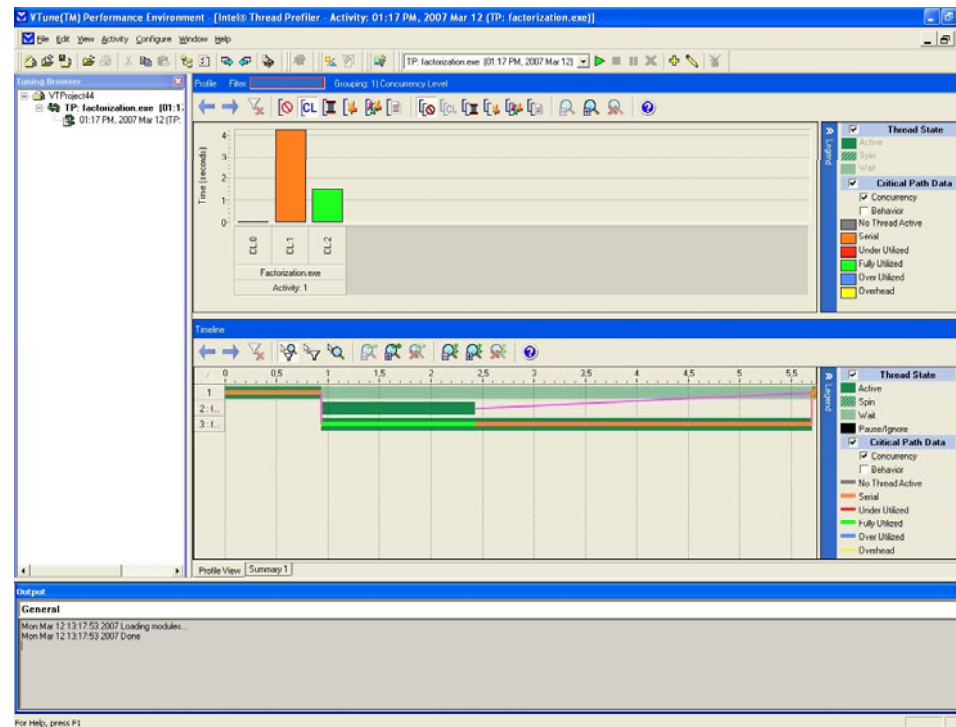 VTune(TM) Performance Environment - [Intel® Thread Profiler - Activity: 01:17 PM, 2007 Mar 12 (TP: factorization.exe)]
File Edit View Activity Configure Window Help
TP: factorization.exe (01:17 PM, 2007 Mar 12)
Tuning Browser
VTProject44
TP: factorization.exe (01:1
01:17 PM, 2007 Mar 12 (TP:
Profile Filter Grouping: 1) Concurrency Level
CL CL
Time (seconds)
4
3
2
1
0
CL:0 CL:1 CL:2
Factorization.exe
Activity: 1
Legend
Thread State
Active
Spin
Wait
Critical Path Data
Concurrency
Behavior
No Thread Active
Serial
Under Utilized
Fully Utilized
Over Utilized
Overhead
Timeline
0 0,5 1 1,5 2 2,5 3 3,5 4 4,5 5 5,5
1
2 : f...
3 : f...
Legend
Thread State
Active
Spin
Wait
Pause/Ignore
Critical Path Data
Concurrency
Behavior
No Thread Active
Serial
Under Utilized
Fully Utilized
Over Utilized
Overhead
Profile View Summary 1
Output
General
Mon Mar 12 13:17:53 2007 Loading modules...
Mon Mar 12 13:17:53 2007 Done
For Help, press F1